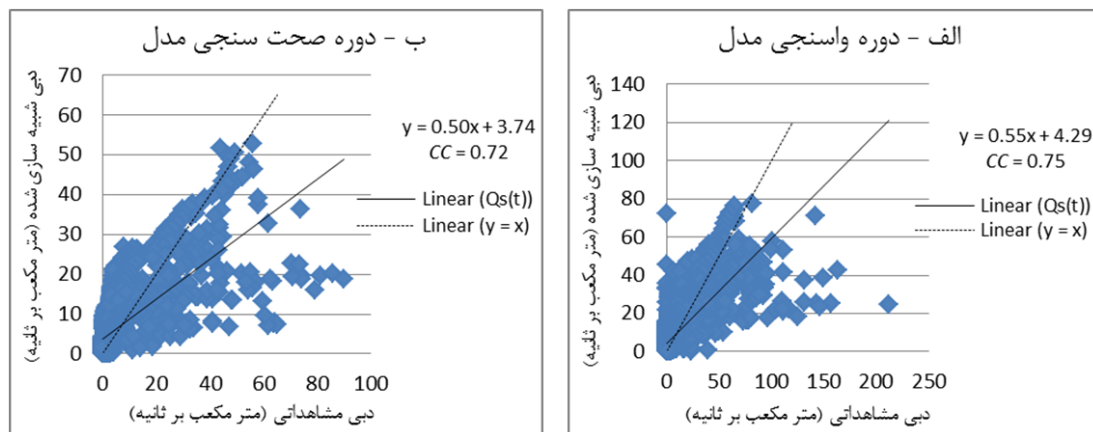 الف - دوره واسنجی مدل
دبی شبیه سازی شده (متر مکعب بر ثانیه)
140
120
100
80
60
40
20
0
0 50 100 150 200 250
دبی مشاهداتی (متر مکعب بر ثانیه)
y = 0.55x + 4.29
CC = 0.75
Linear (Qs(t))
Linear (y = x)
ب - دوره صحت سنجی مدل
دبی شبیه سازی شده (متر مکعب بر ثانیه)
70
60
50
40
30
20
10
0
0 20 40 60 80 100
دبی مشاهداتی (متر مکعب بر ثانیه)
y = 0.50x + 3.74
CC = 0.72
Linear (Qs(t))
Linear (y = x)